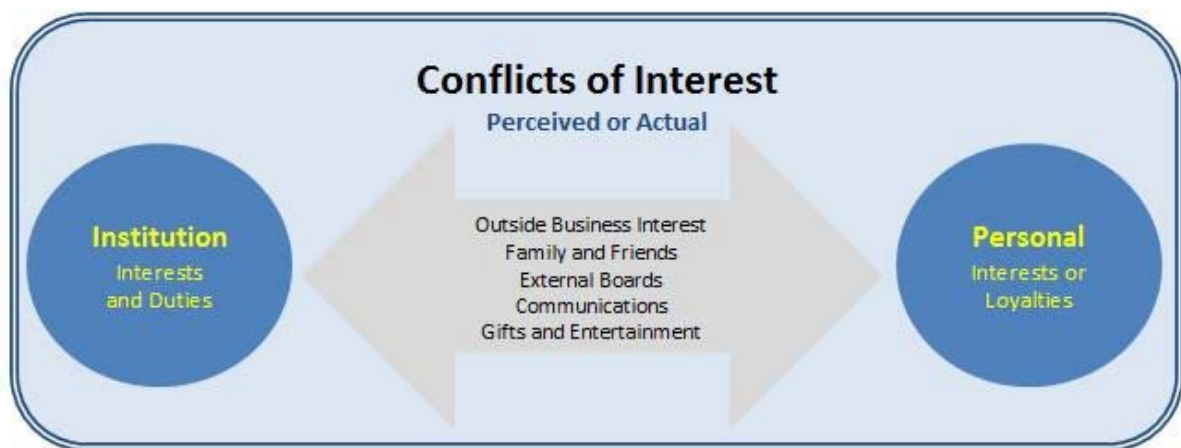 Conflicts of Interest
Perceived or Actual
Institution
Interests
and Duties
Outside Business Interest
Family and Friends
External Boards
Communications
Gifts and Entertainment
Personal
Interests or
Loyalties